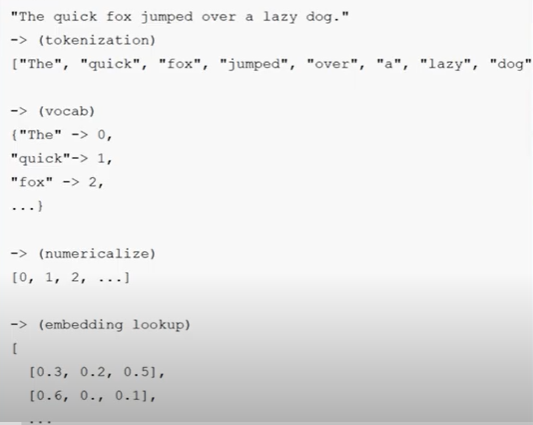 "The quick fox jumped over a lazy dog."
-> (tokenization)
["The", "quick", "fox", "jumped", "over", "a", "lazy", "dog"
-> (vocab)
{"The" -> 0,
"quick"-> 1,
"fox" -> 2,
...}
-> (numericalize)
[0, 1, 2, ...]
-> (embedding lookup)
[
[0.3, 0.2, 0.5],
[0.6, 0., 0.1],
...